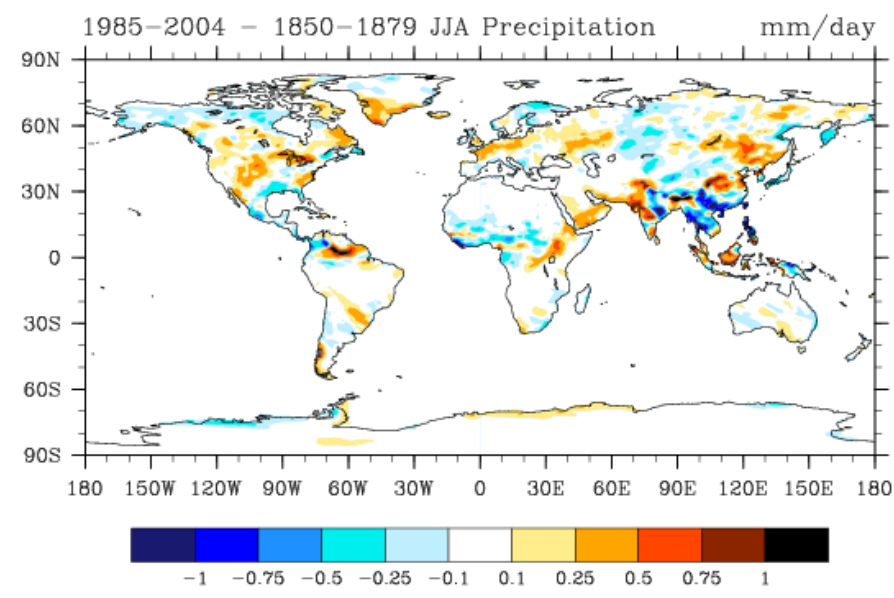 1985−2004 − 1850−1879 JJA Precipitation mm/day
90N
60N
30N
0
30S
60S
90S
180 150W 120W 90W 60W 30W 0 30E 60E 90E 120E 150E 180
−1 −0.75 −0.5 −0.25 −0.1 0.1 0.25 0.5 0.75 1